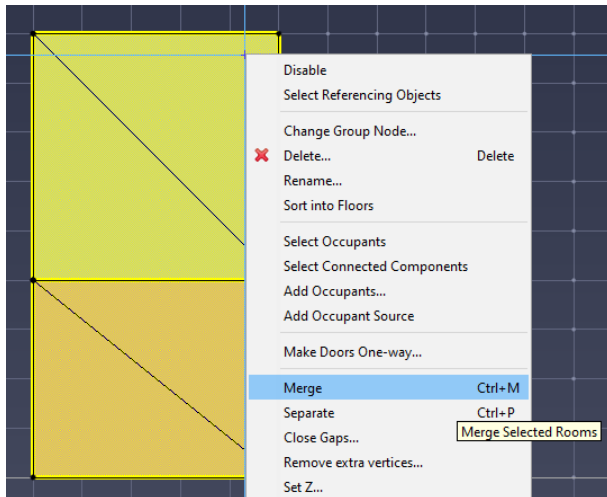 Disable
Select Referencing Objects
Change Group Node...
Delete... Delete
Rename...
Sort into Floors
Select Occupants
Select Connected Components
Add Occupants...
Add Occupant Source
Make Doors One-way...
Merge Ctrl+M
Separate Ctrl+P
Merge Selected Rooms
Close Gaps...
Remove extra vertices...
Set Z...